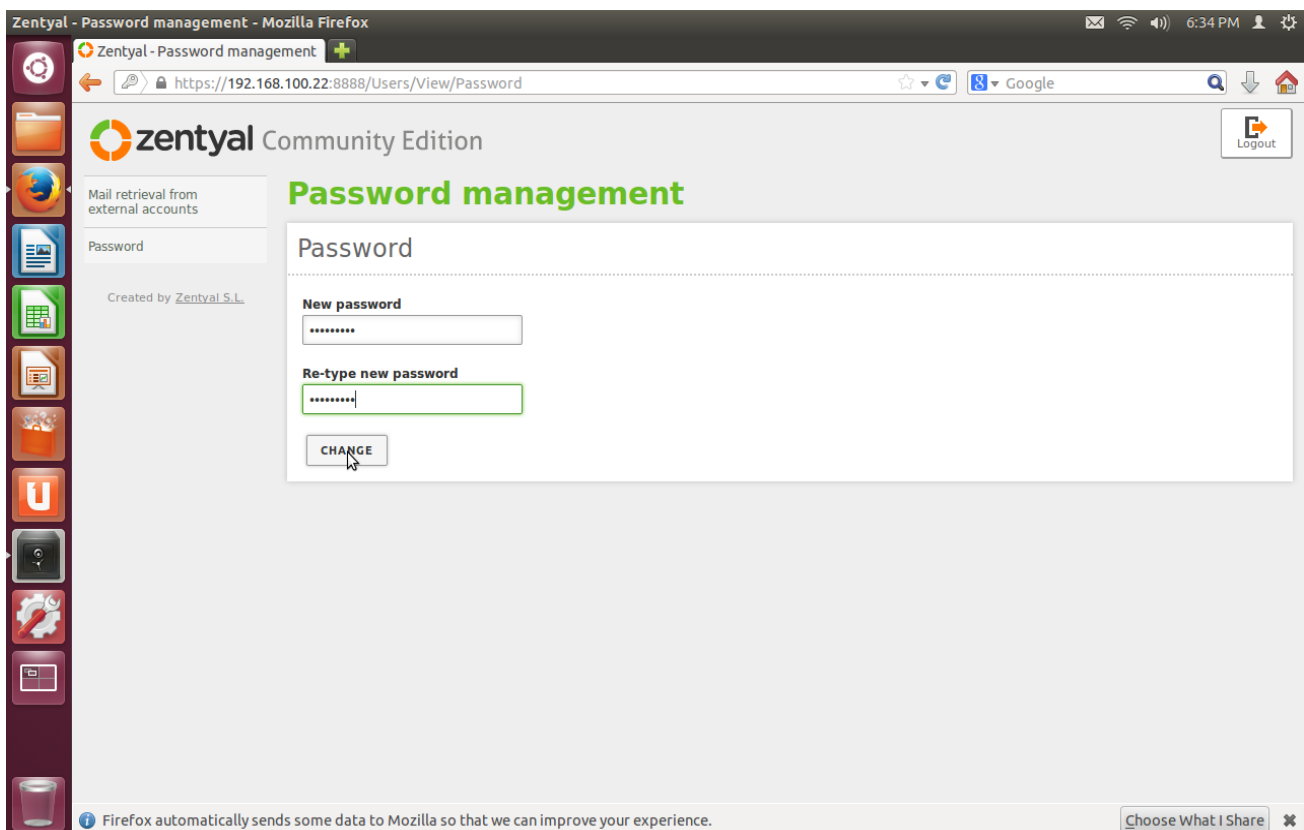 Zentyal - Password management - Mozilla Firefox
6:34 PM
Zentyal - Password management
https://192.168.100.22:8888/Users/View/Password
8
Google
zentyal Community Edition
Logout
Mail retrieval from
external accounts
Password
Created by Zentyal S.L.
Password management
Password
New password
•••••••••
Re-type new password
•••••••••
CHANGE
Firefox automatically sends some data to Mozilla so that we can improve your experience.
Choose What I Share